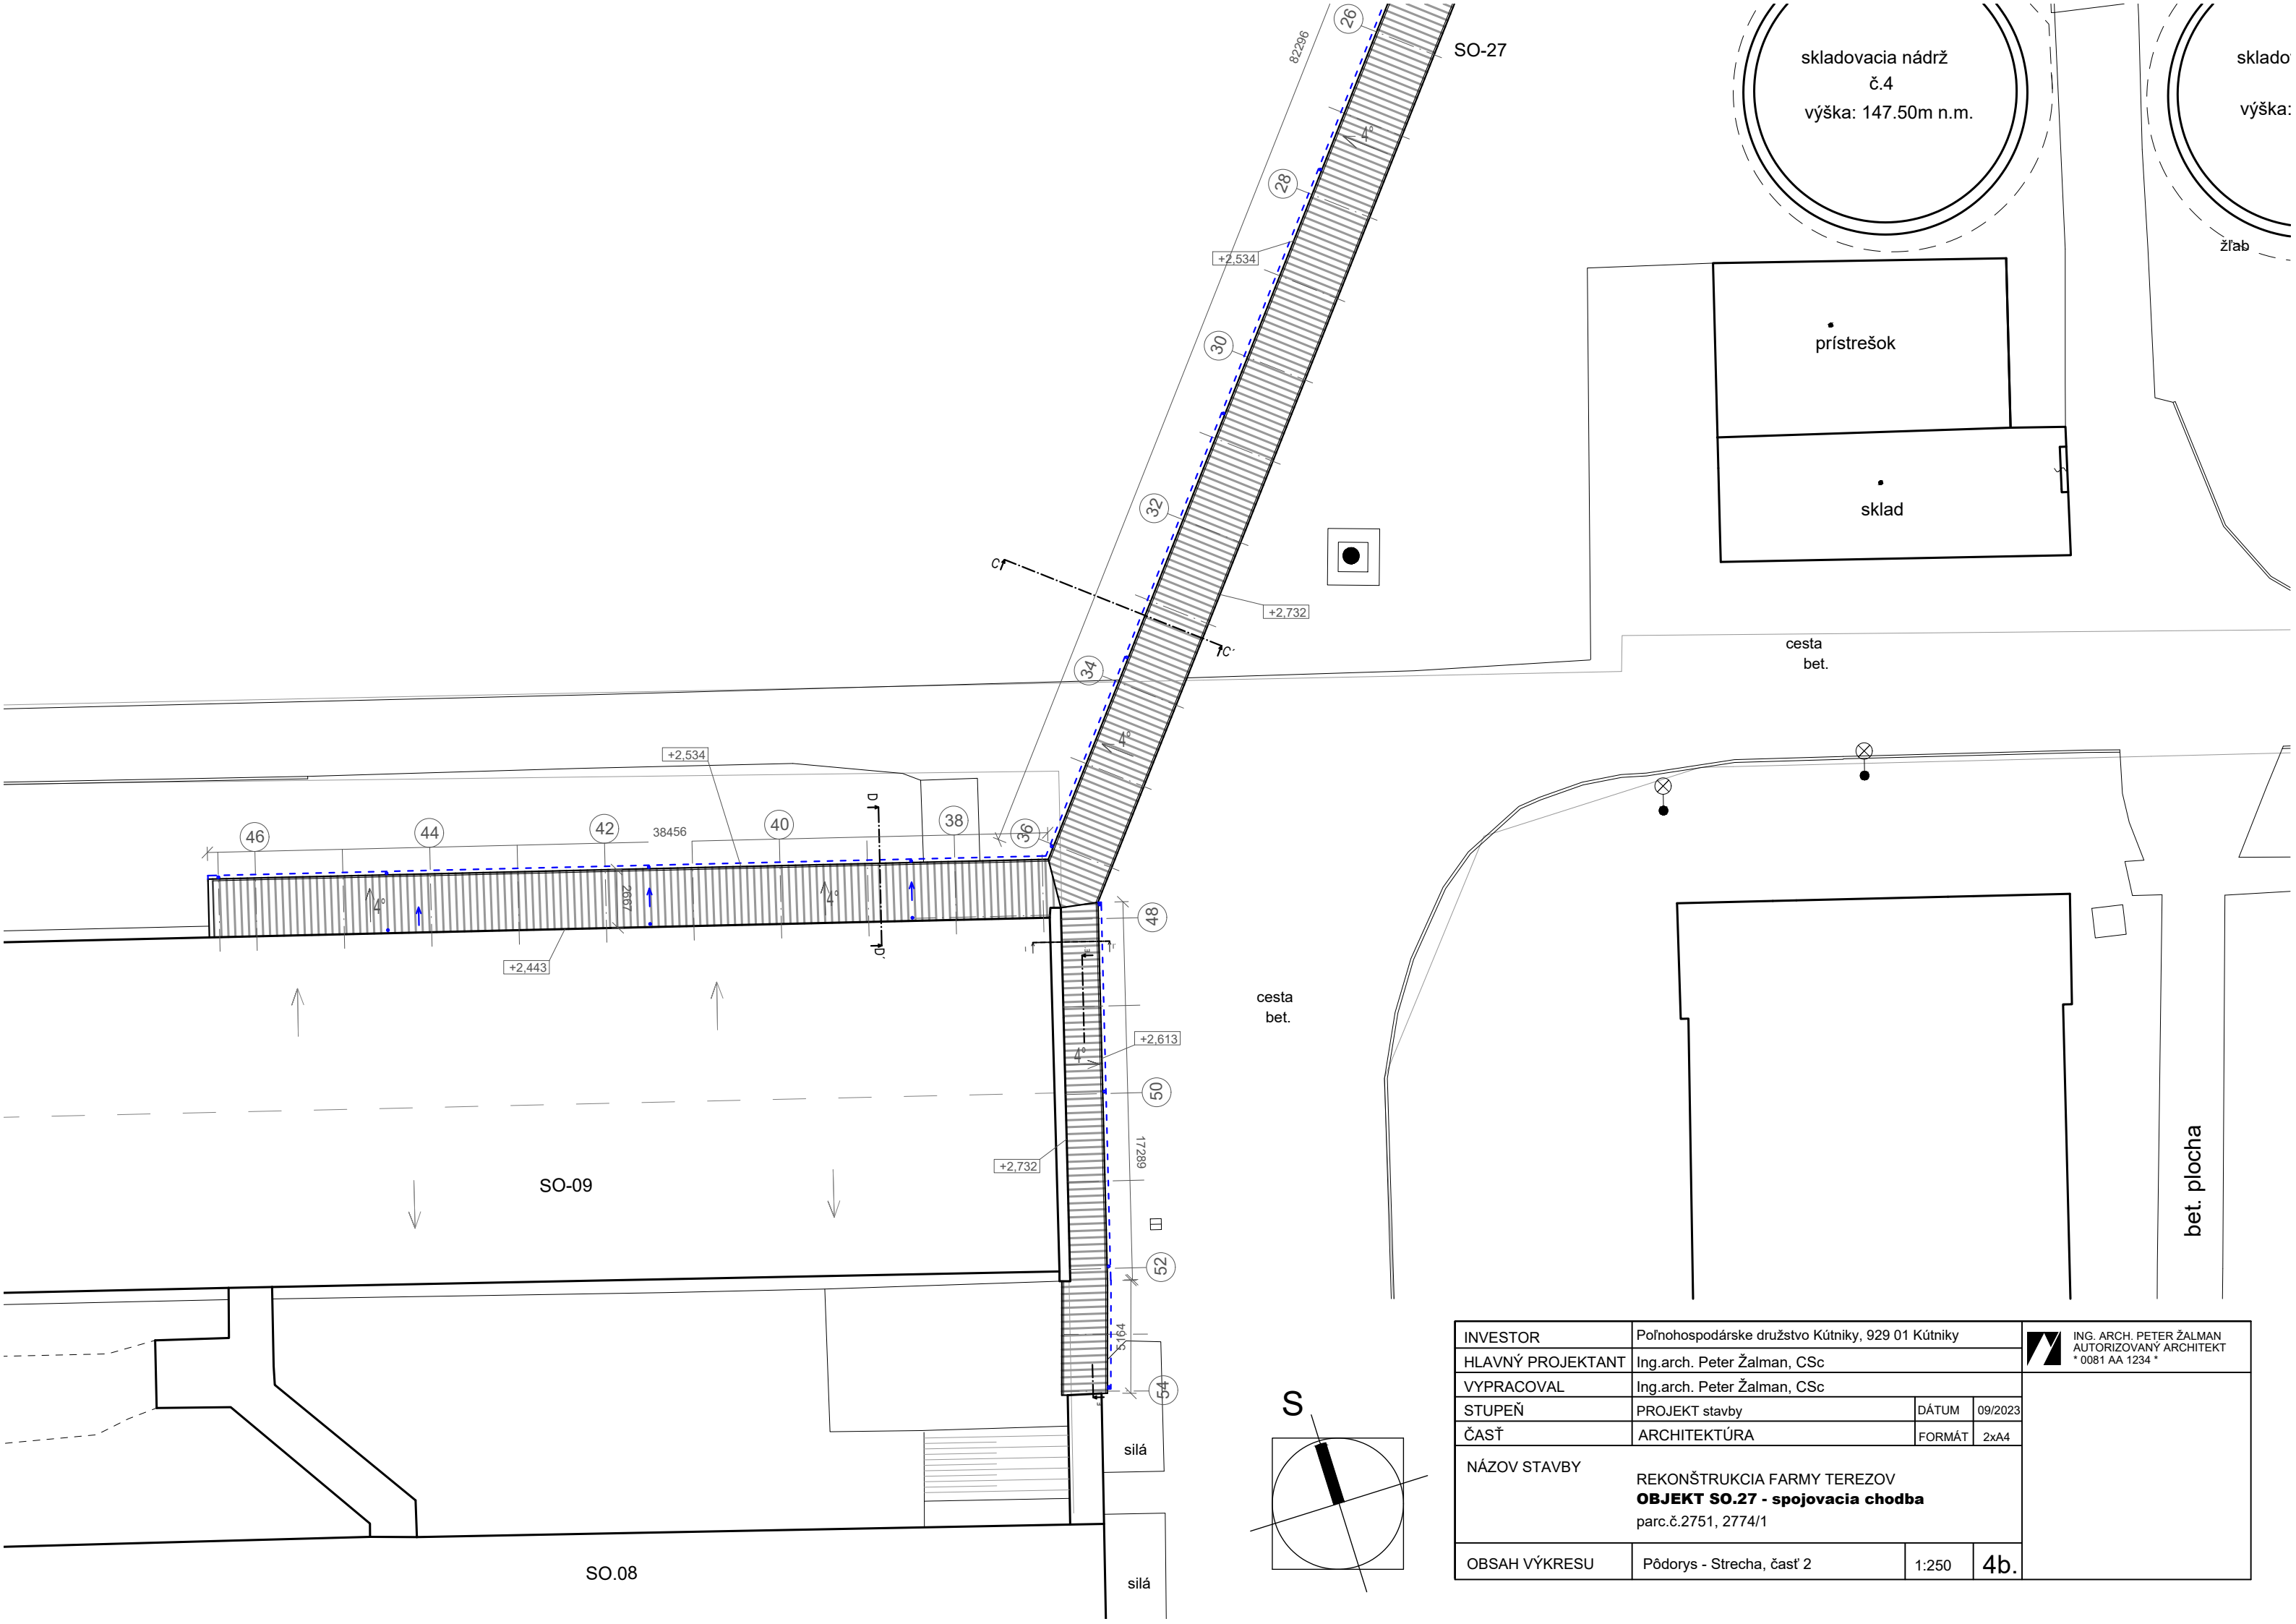 26
82296
SO-27
skladovacia nádrž
č.4
výška: 147.50m n.m.
sklado
výška:
4°
28
+2,534
žľab
30
prístrešok
sklad
32
C
C'
+2,732
cesta
bet.
34
4°
+2,534
D
46
44
42
38456
40
38
36
2667
4°
4°
D'
48
+2,443
cesta
bet.
+2,613
4°
50
17289
+2,732
SO-09
bet. plocha
52
5164
54
silá
SO.08
silá
S
INVESTOR
Poľnohospodárske družstvo Kútniky, 929 01 Kútniky
HLAVNÝ PROJEKTANT
Ing.arch. Peter Žalman, CSc
VYPRACOVAL
Ing.arch. Peter Žalman, CSc
STUPEŇ
PROJEKT stavby
DÁTUM
09/2023
ČASŤ
ARCHITEKTÚRA
FORMÁT
2xA4
NÁZOV STAVBY
REKONŠTRUKCIA FARMY TEREZOV
OBJEKT SO.27 - spojovacia chodba
parc.č.2751, 2774/1
OBSAH VÝKRESU
Pôdorys - Strecha, časť 2
1:250
4b.
ING. ARCH. PETER ŽALMAN
AUTORIZOVANÝ ARCHITEKT
* 0081 AA 1234 *